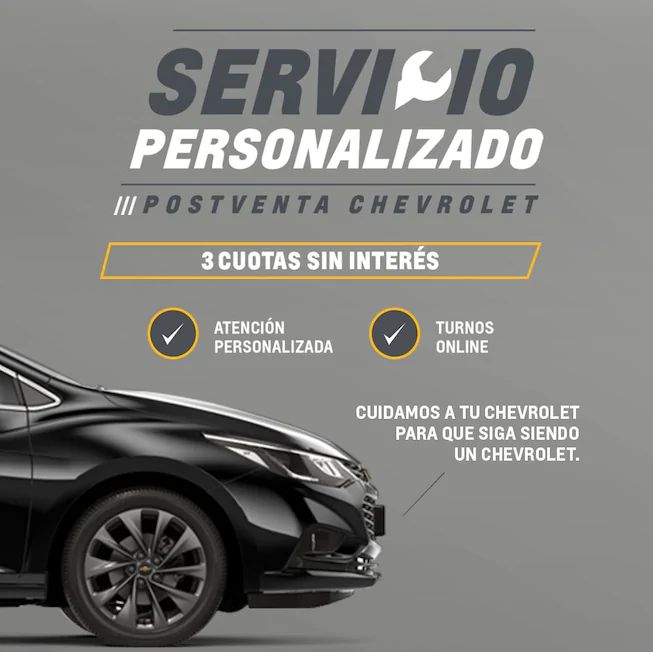 SERVICIO
PERSONALIZADO
/// POSTVENTA CHEVROLET
3 CUOTAS SIN INTERÉS
ATENCIÓN
PERSONALIZADA
TURNOS
ONLINE
CUIDAMOS A TU CHEVROLET
PARA QUE SIGA SIENDO
UN CHEVROLET.